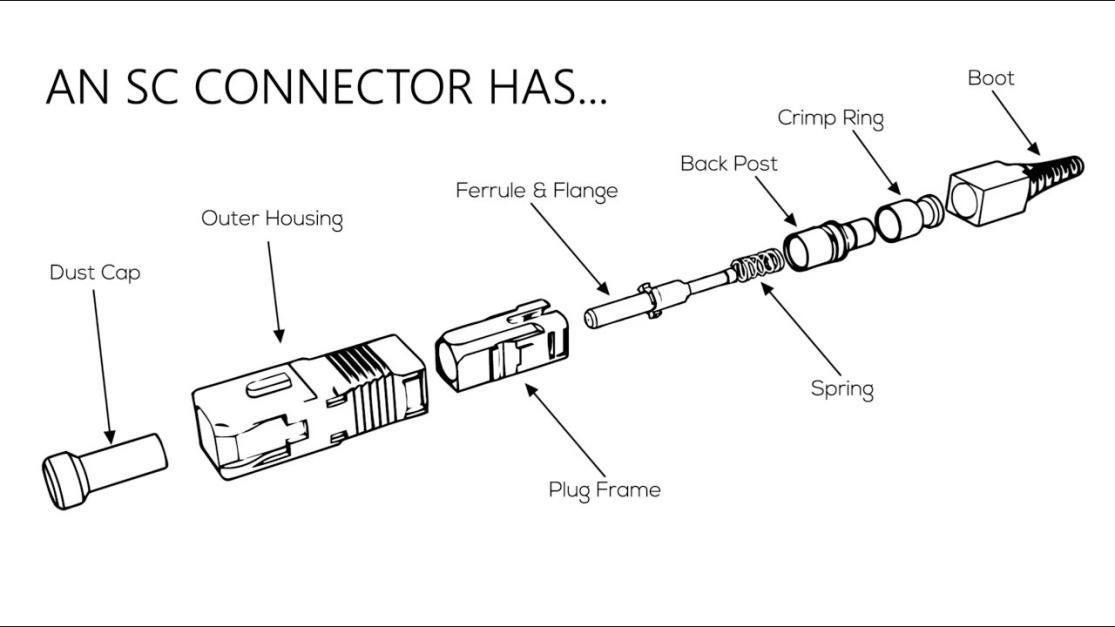 AN SC CONNECTOR HAS...
Boot
Crimp Ring
Back Post
Ferrule & Flange
Outer Housing
Dust Cap
Spring
Plug Frame